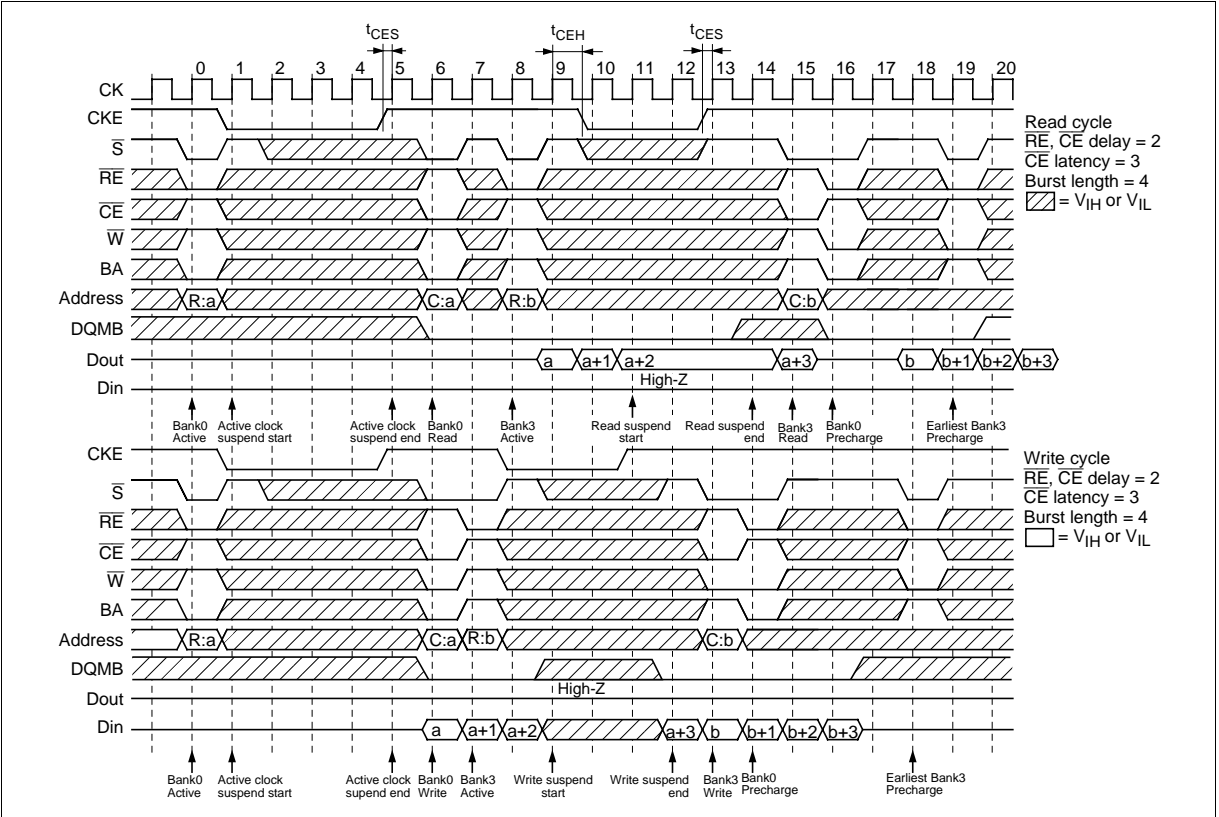 tCES tCEH tCES
0 1 2 3 4 5 6 7 8 9 10 11 12 13 14 15 16 17 18 19 20
CK
CKE
S
RE
CE
W
BA
Address R:a C:a R:b C:b
DQMB
Dout a a+1 a+2 a+3 b b+1 b+2 b+3
High-Z
Din
Read cycle
RE, CE delay = 2
CE latency = 3
Burst length = 4
= VIH or VIL
Bank0 Active
Active clock suspend start
Active clock suspend end
Bank0 Read
Bank3 Active
Read suspend start
Read suspend end
Bank3 Read
Bank0 Precharge
Earliest Bank3 Precharge
CKE
S
RE
CE
W
BA
Address R:a C:a R:b C:b
DQMB
High-Z
Dout
Din a a+1 a+2 a+3 b b+1 b+2 b+3
Write cycle
RE, CE delay = 2
CE latency = 3
Burst length = 4
= VIH or VIL
Bank0 Active
Active clock suspend start
Active clock supend end
Bank0 Write
Bank3 Active
Write suspend start
Write suspend end
Bank3 Write
Bank0 Precharge
Earliest Bank3 Precharge